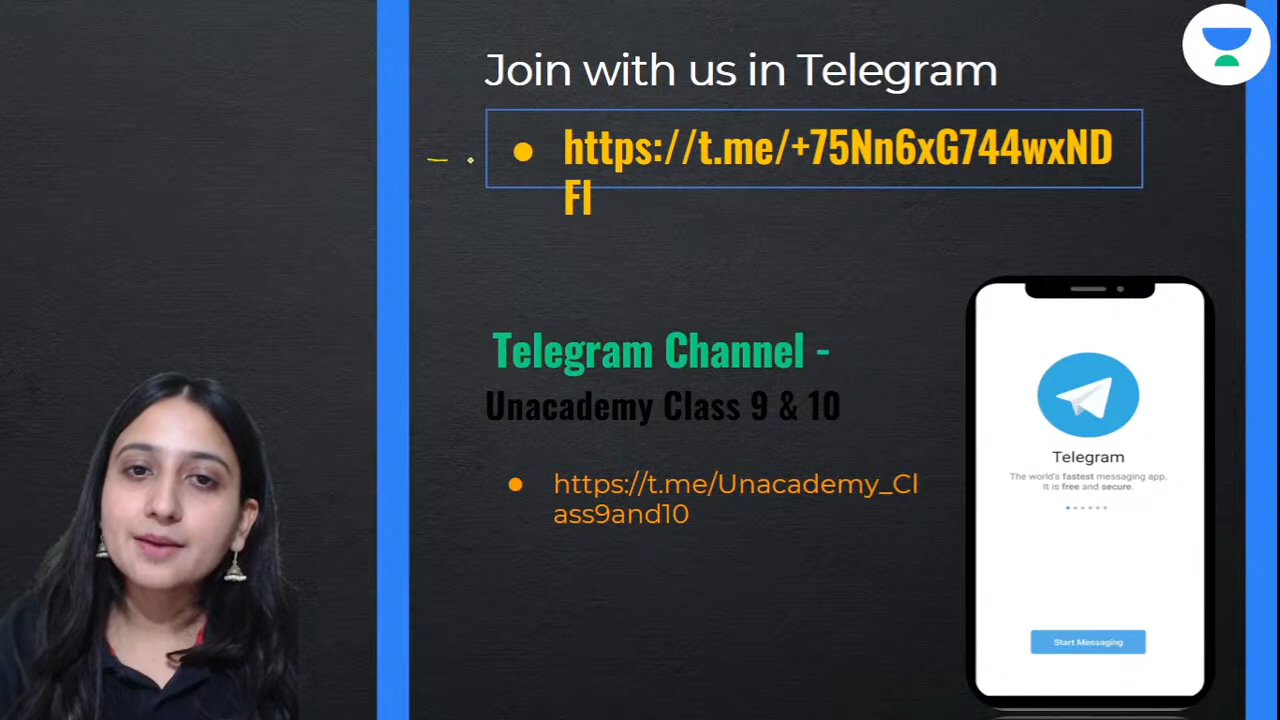 Join with us in Telegram
● https://t.me/+75Nn6xG744wxND
FI
Telegram Channel -
Unacademy Class 9 & 10
● https://t.me/Unacademy_Cl
ass9and10
Telegram
The world's fastest messaging app.
It is free and secure.
Start Messaging